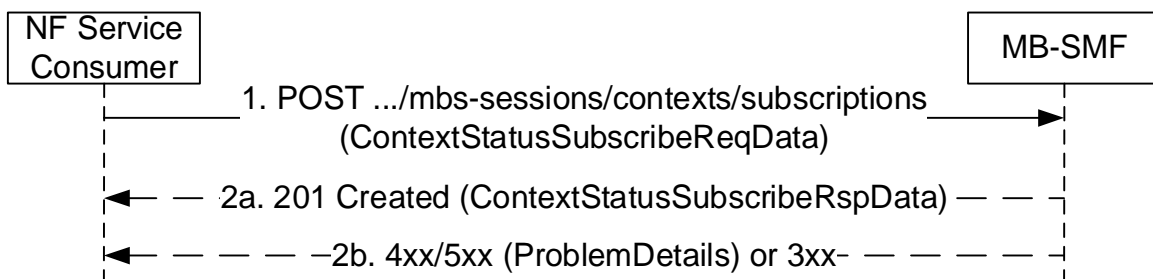 NF Service
Consumer
MB-SMF
1. POST .../mbs-sessions/contexts/subscriptions
(ContextStatusSubscribeReqData)
2a. 201 Created (ContextStatusSubscribeRspData)
2b. 4xx/5xx (ProblemDetails) or 3xx